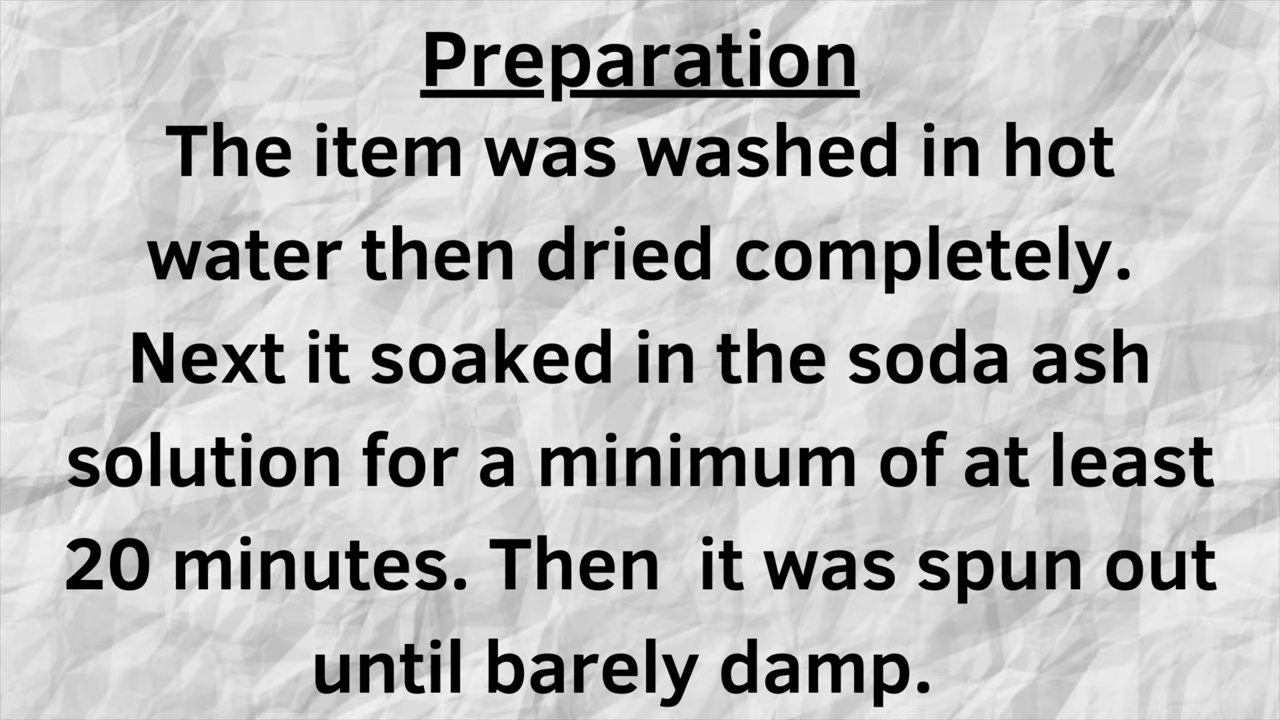 Preparation
The item was washed in hot
water then dried completely.
Next it soaked in the soda ash
solution for a minimum of at least
20 minutes. Then  it was spun out
until barely damp.